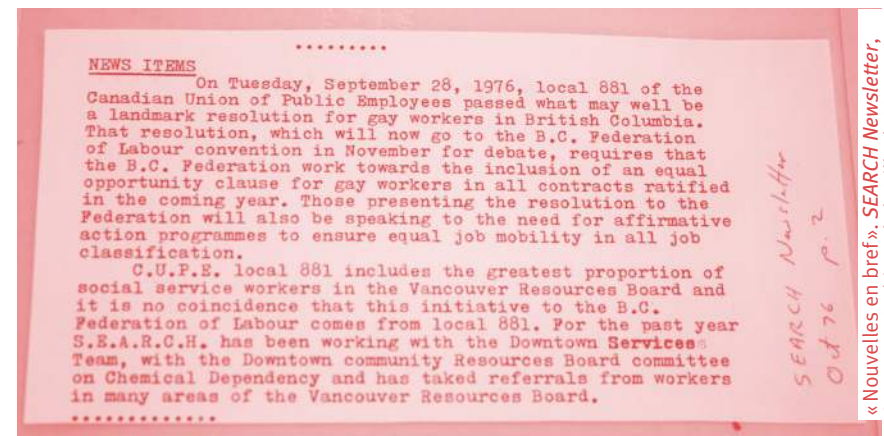 .........
NEWS ITEMS
On Tuesday, September 28, 1976, local 881 of the
Canadian Union of Public Employees passed what may well be
a landmark resolution for gay workers in British Columbia.
That resolution, which will now go to the B.C. Federation
of Labour convention in November for debate, requires that
the B.C. Federation work towards the inclusion of an equal
opportunity clause for gay workers in all contracts ratified
in the coming year. Those presenting the resolution to the
Federation will also be speaking to the need for affirmative
action programmes to ensure equal job mobility in all job
classification.
C.U.P.E. local 881 includes the greatest proportion of
social service workers in the Vancouver Resources Board and
it is no coincidence that this initiative to the B.C.
Federation of Labour comes from local 881. For the past year
S.E.A.R.C.H. has been working with the Downtown Services
Team, with the Downtown community Resources Board committee
on Chemical Dependency and has taken referrals from workers
in many areas of the Vancouver Resources Board.
.............
SEARCH Newsletter
Oct 76 p. 2
« Nouvelles en bref ». SEARCH Newsletter,